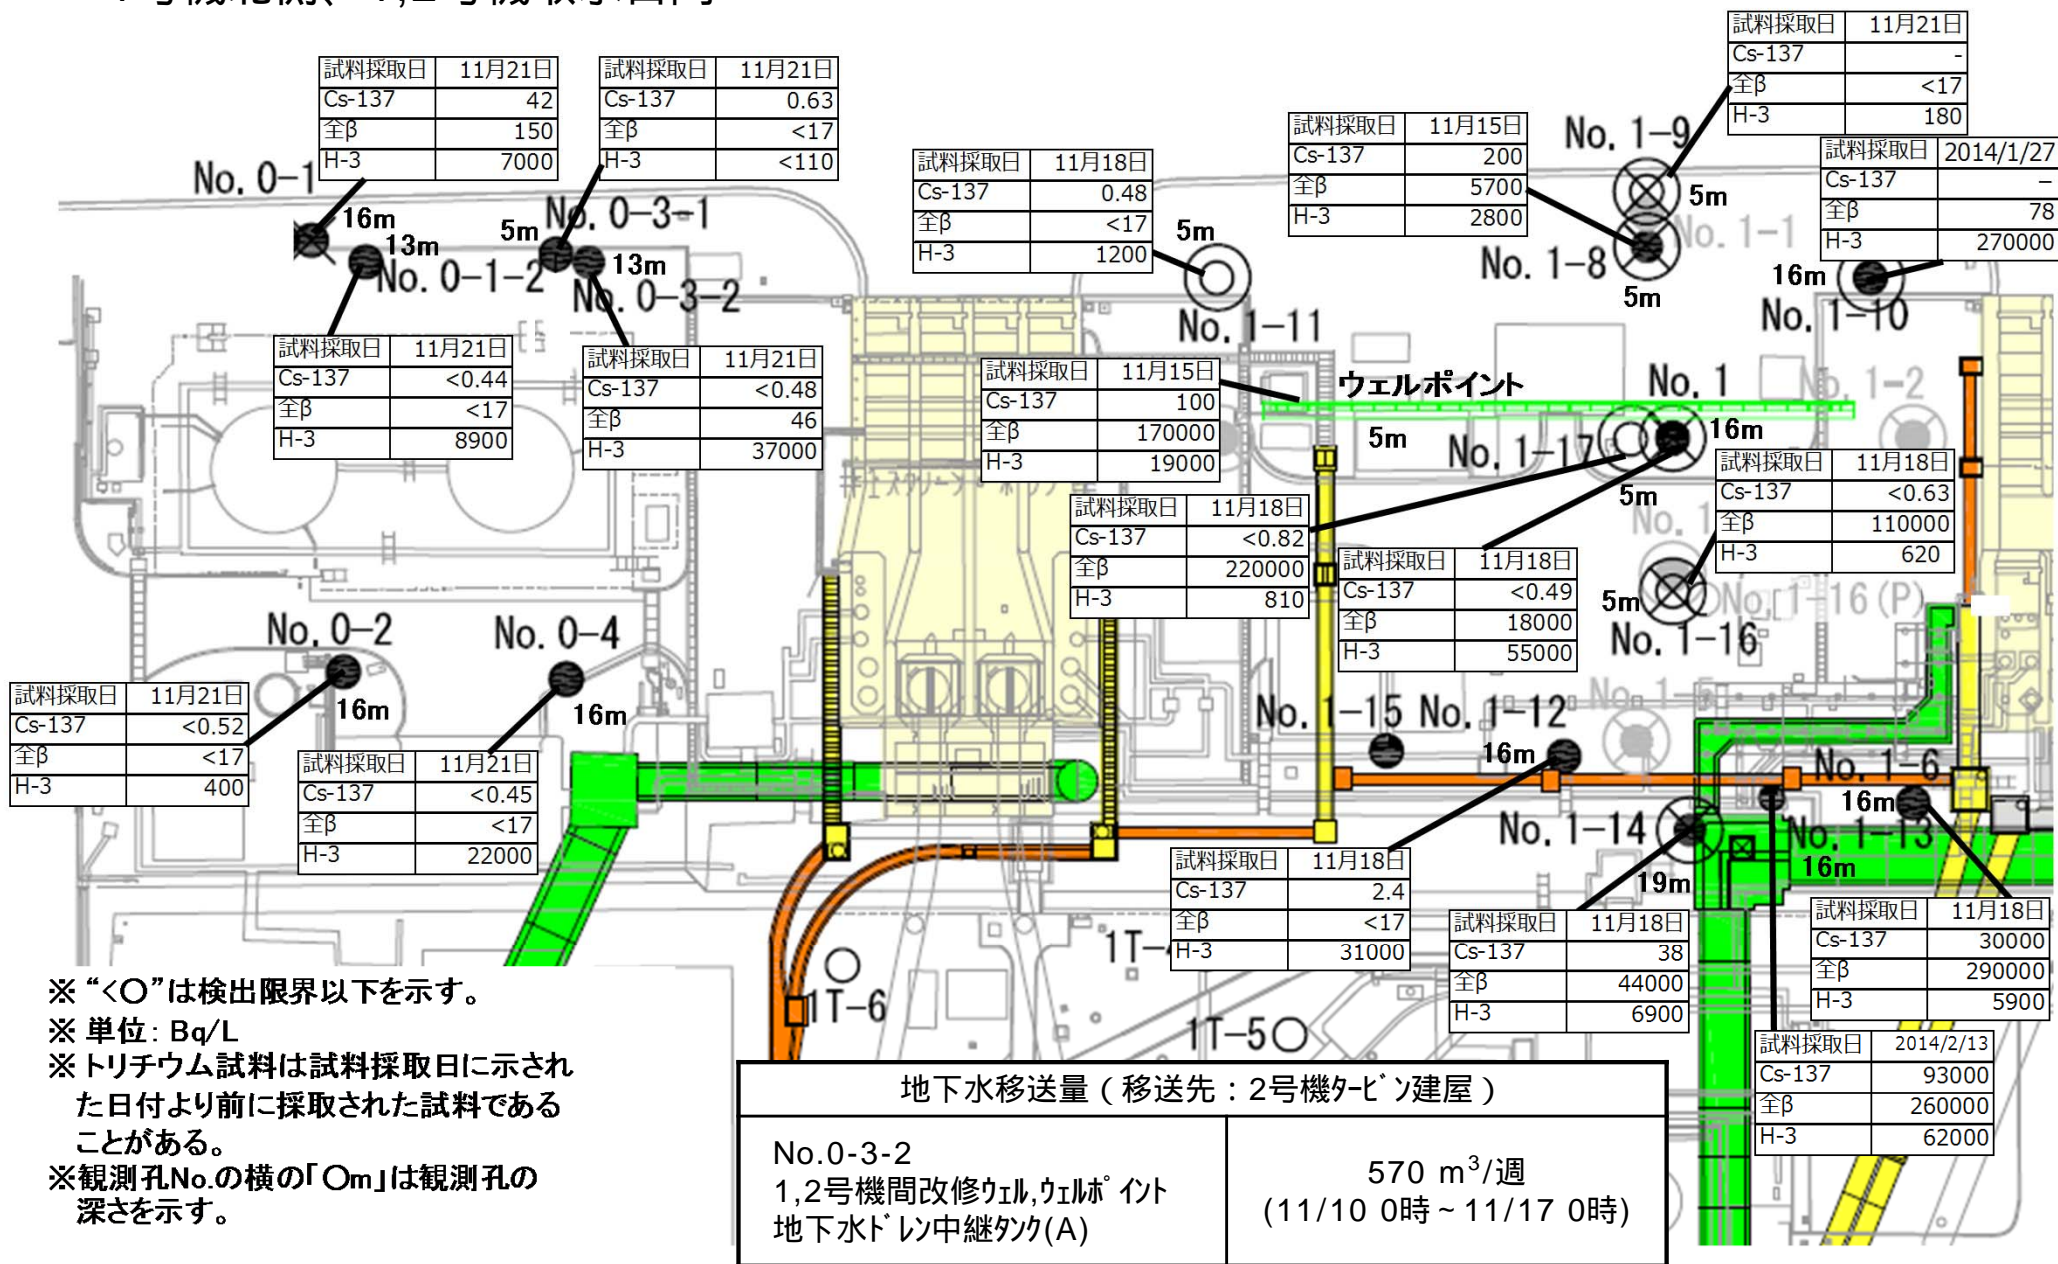 試料採取日 11月21日
Cs-137 42
全β 150
H-3 7000
試料採取日 11月21日
Cs-137 0.63
全β <17
H-3 <110
試料採取日 11月18日
Cs-137 0.48
全β <17
H-3 1200
試料採取日 11月15日
Cs-137 200
全β 5700
H-3 2800
試料採取日 11月21日
Cs-137 -
全β <17
H-3 180
試料採取日 2014/1/27
Cs-137 –
全β 78
H-3 270000
No. 0-1
16m
13m
No. 0-1-2
5m
No. 0-3-1
13m
No. 0-3-2
5m
No. 1-11
No. 1-9
5m
No. 1-1
No. 1-8
5m
16m
No. 1-10
試料採取日 11月21日
Cs-137 <0.44
全β <17
H-3 8900
試料採取日 11月21日
Cs-137 <0.48
全β 46
H-3 37000
試料採取日 11月15日
Cs-137 100
全β 170000
H-3 19000
ウェルポイント
5m
No. 1
16m
No. 1-2
No. 1-17
5m
試料採取日 11月18日
Cs-137 <0.82
全β 220000
H-3 810
試料採取日 11月18日
Cs-137 <0.49
全β 18000
H-3 55000
試料採取日 11月18日
Cs-137 <0.63
全β 110000
H-3 620
5m
No. 1-16(P)
No. 1-16
No. 0-2
16m
No. 0-4
16m
試料採取日 11月21日
Cs-137 <0.52
全β <17
H-3 400
試料採取日 11月21日
Cs-137 <0.45
全β <17
H-3 22000
No. 1-15
No. 1-12
16m
No. 1-6
16m
No. 1-14
19m
No. 1-13
16m
試料採取日 11月18日
Cs-137 2.4
全β <17
H-3 31000
試料採取日 11月18日
Cs-137 38
全β 44000
H-3 6900
試料採取日 11月18日
Cs-137 30000
全β 290000
H-3 5900
試料採取日 2014/2/13
Cs-137 93000
全β 260000
H-3 62000
1T-6
1T-5
※ “<〇”は検出限界以下を示す。
※ 単位: Bq/L
※トリチウム試料は試料採取日に示され
た日付より前に採取された試料である
ことがある。
※観測孔No.の横の「〇m」は観測孔の
深さを示す。
地下水移送量（移送先：2号機ﾀｰﾋﾞﾝ建屋）
No.0-3-2
1,2号機間改修ｳｪﾙ,ｳｪﾙﾎﾟｲﾝﾄ
地下水ﾄﾞﾚﾝ中継ﾀﾝｸ(A)
570 m³/週
(11/10 0時～11/17 0時)